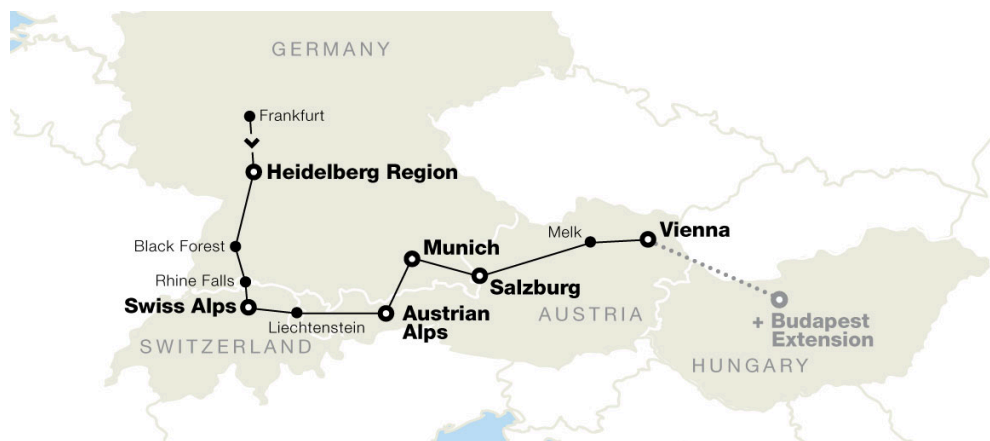 GERMANY
Frankfurt
Heidelberg Region
Black Forest
Rhine Falls
Swiss Alps
Liechtenstein
SWITZERLAND
Munich
Austrian
Alps
Salzburg
Melk
Vienna
AUSTRIA
+ Budapest
Extension
HUNGARY